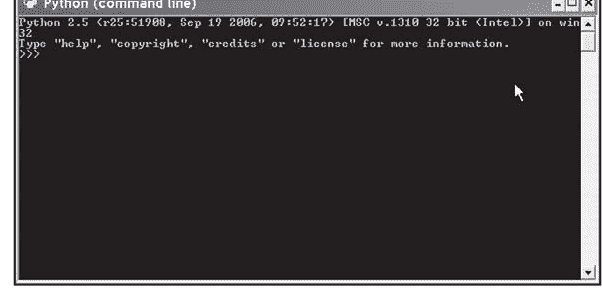 Python (command line)
Python 2.5 (r25:51908, Sep 19 2006, 09:52:17) [MSC v.1310 32 bit (Intel)] on win
32
Type "help", "copyright", "credits" or "license" for more information.
>>>